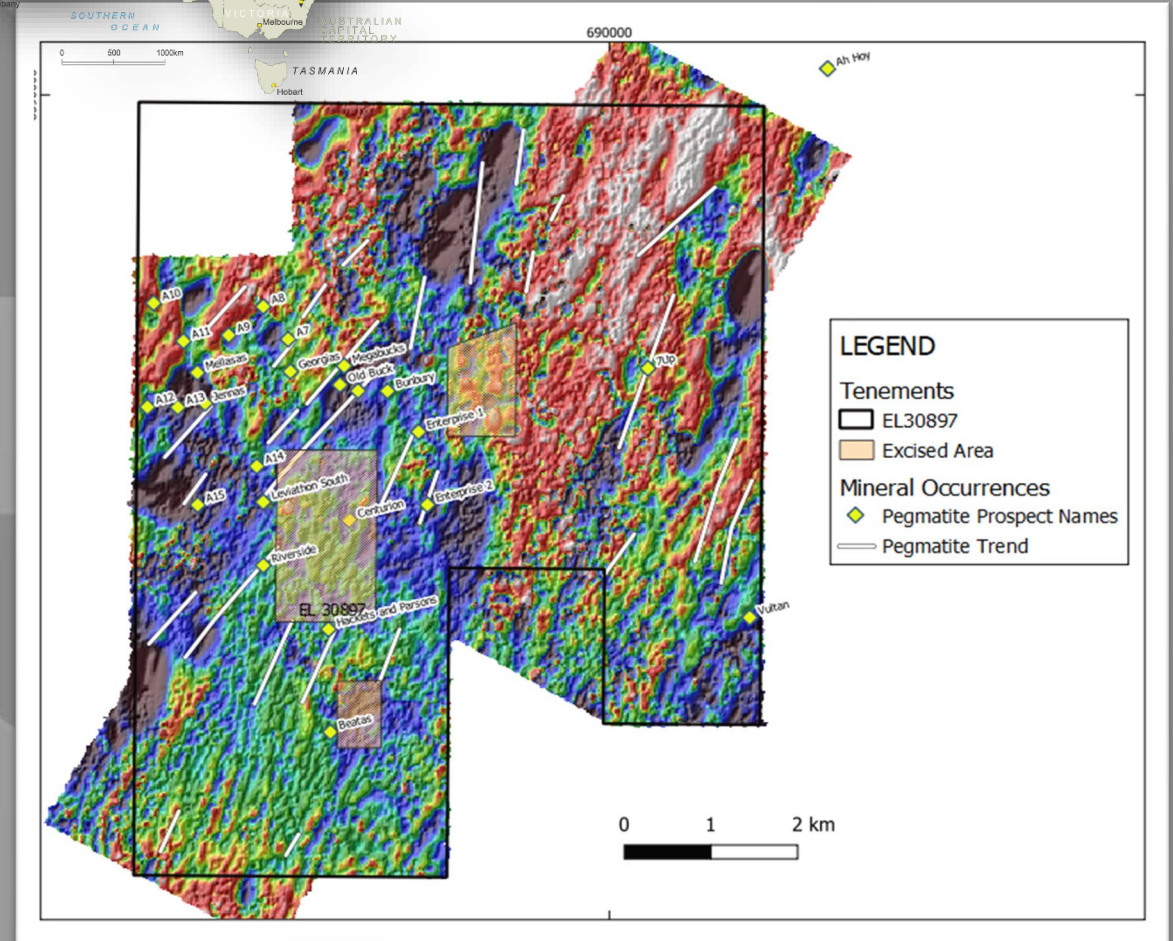 bany
SOUTHERN
OCEAN
VICTORIA
Melbourne
AUSTRALIAN
CAPITAL
TERRITORY
0 500 1000km
TASMANIA
Hobart
690000
Ah Hoy
A10
A8
A11
A9
A7
Megabucks
Georgias
Mellasas
7Up
Old Buck
Bunbury
A12
A13
Jennas
Enterprise 1
A14
Leviathon South
Enterprise 2
A15
Centurion
Riverside
EL 30897
Hackets and Parsons
Vultan
Beatas
LEGEND
Tenements
EL30897
Excised Area
Mineral Occurrences
Pegmatite Prospect Names
Pegmatite Trend
0 1 2 km